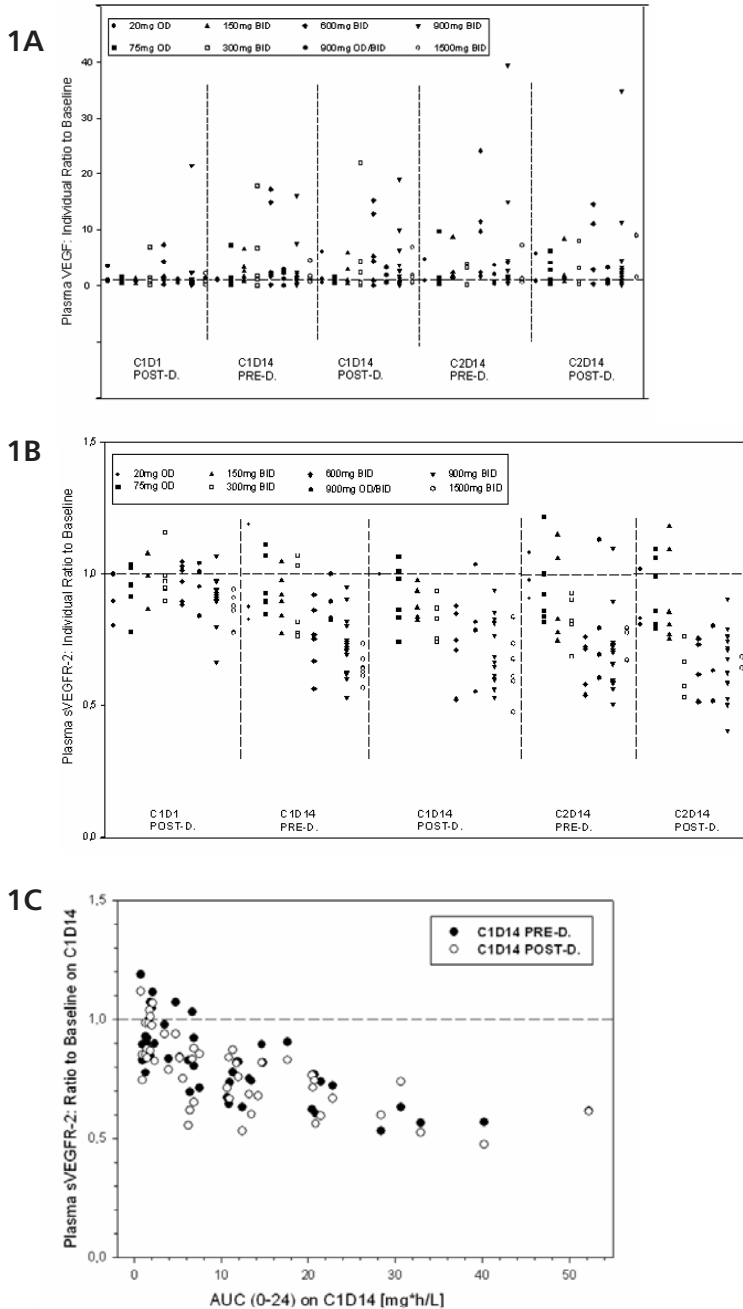 1A
20mg OD 150mg BID 600mg BID 900mg BID
75mg OD 300mg BID 900mg OD/BID 1500mg BID
Plasma VEGF: Individual Ratio to Baseline
40
30
20
10
0
C1D1 C1D14 C1D14 C2D14 C2D14
POST-D. PRE-D. POST-D. PRE-D. POST-D.
1B
1,5
20mg OD 150mg BID 600mg BID 900mg BID
75mg OD 300mg BID 900mg OD/BID 1500mg BID
Plasma sVEGFR-2: Individual Ratio to Baseline
1,0
0,5
0,0
C1D1 C1D14 C1D14 C2D14 C2D14
POST-D. PRE-D. POST-D. PRE-D. POST-D.
1C
1,5
C1D14 PRE-D.
C1D14 POST-D.
Plasma sVEGFR-2: Ratio to Baseline on C1D14
1,0
0,5
0,0
0 10 20 30 40 50
AUC (0-24) on C1D14 [mg*h/L]